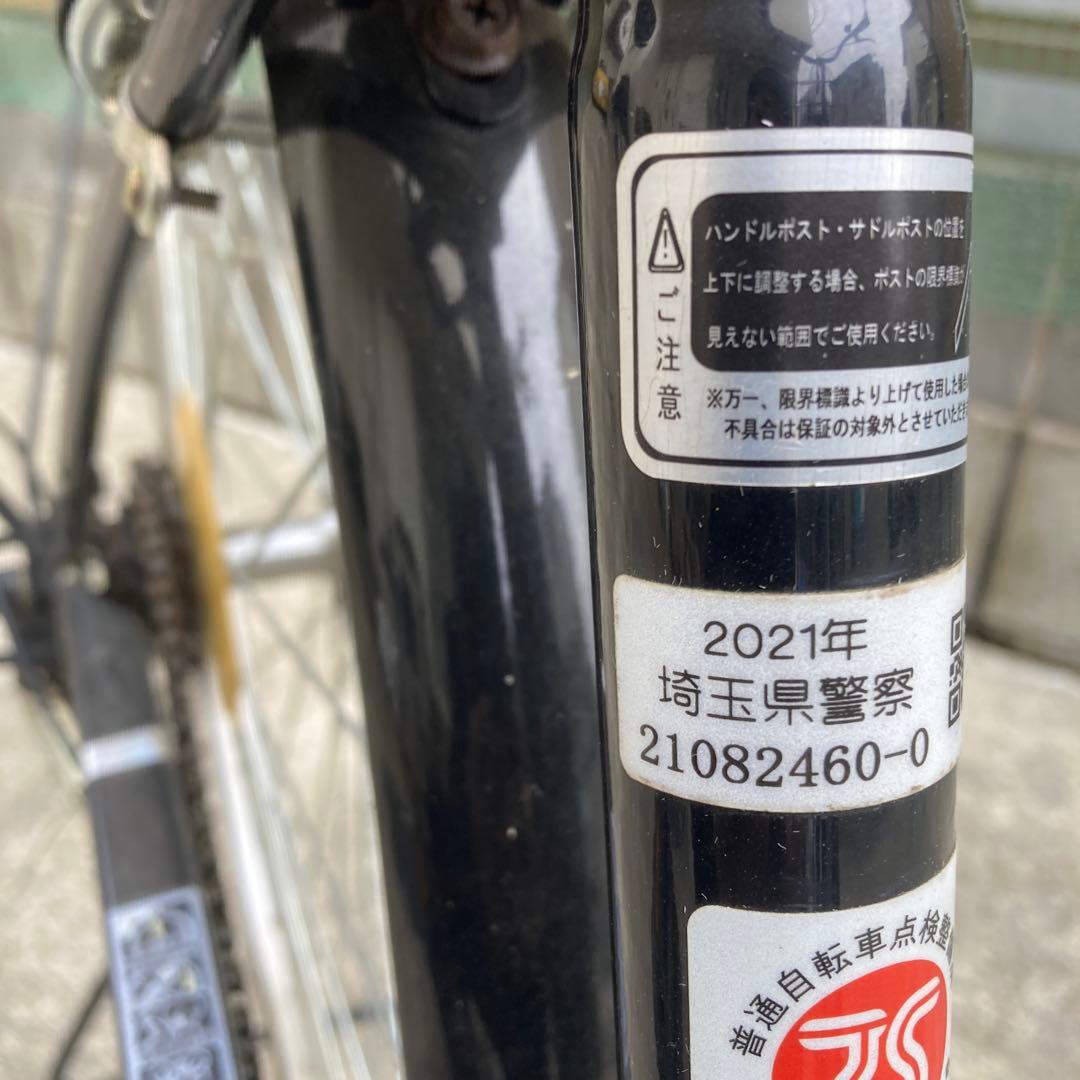 ハンドルポスト・サドルポストの位置を
上下に調整する場合、ポストの限界標識が
見えない範囲でご使用ください。
ご注意
※万一、限界標識より上げて使用した場合
不具合は保証の対象外とさせていただき
2021年
埼玉県警察
21082460-0
普通自転車点検整